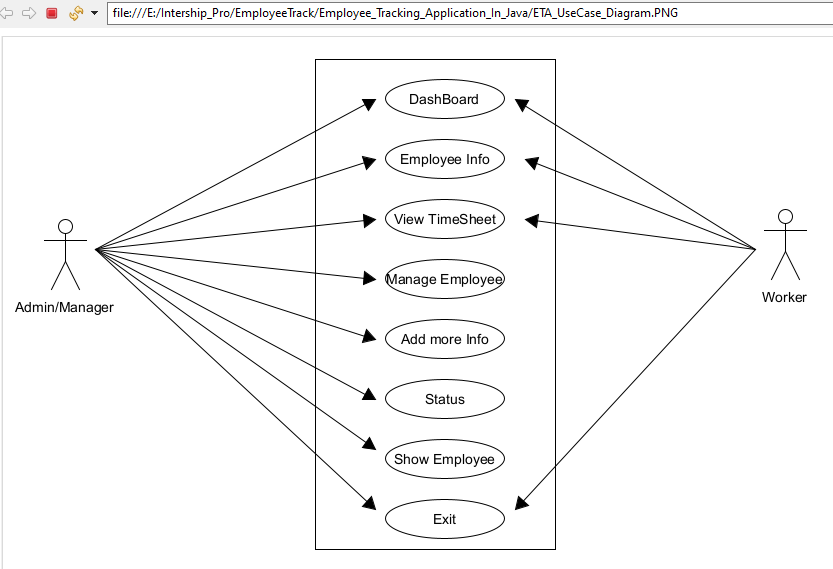 file:///E:/Intership_Pro/EmployeeTrack/Employee_Tracking_Application_In_Java/ETA_UseCase_Diagram.PNG
DashBoard
Employee Info
View TimeSheet
Manage Employee
Admin/Manager
Worker
Add more Info
Status
Show Employee
Exit